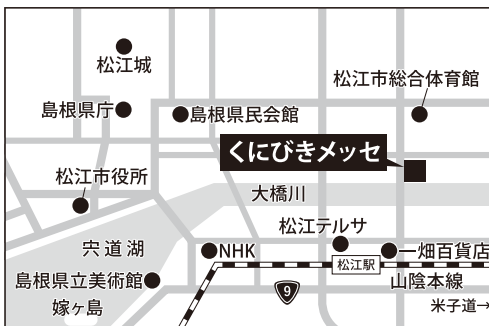 松江城
松江市総合体育館
島根県庁
島根県民会館
くにびきメッセ
松江市役所
大橋川
松江テルサ
宍道湖
NHK
一畑百貨店
松江駅
島根県立美術館
山陰本線
9
嫁ヶ島
米子道→